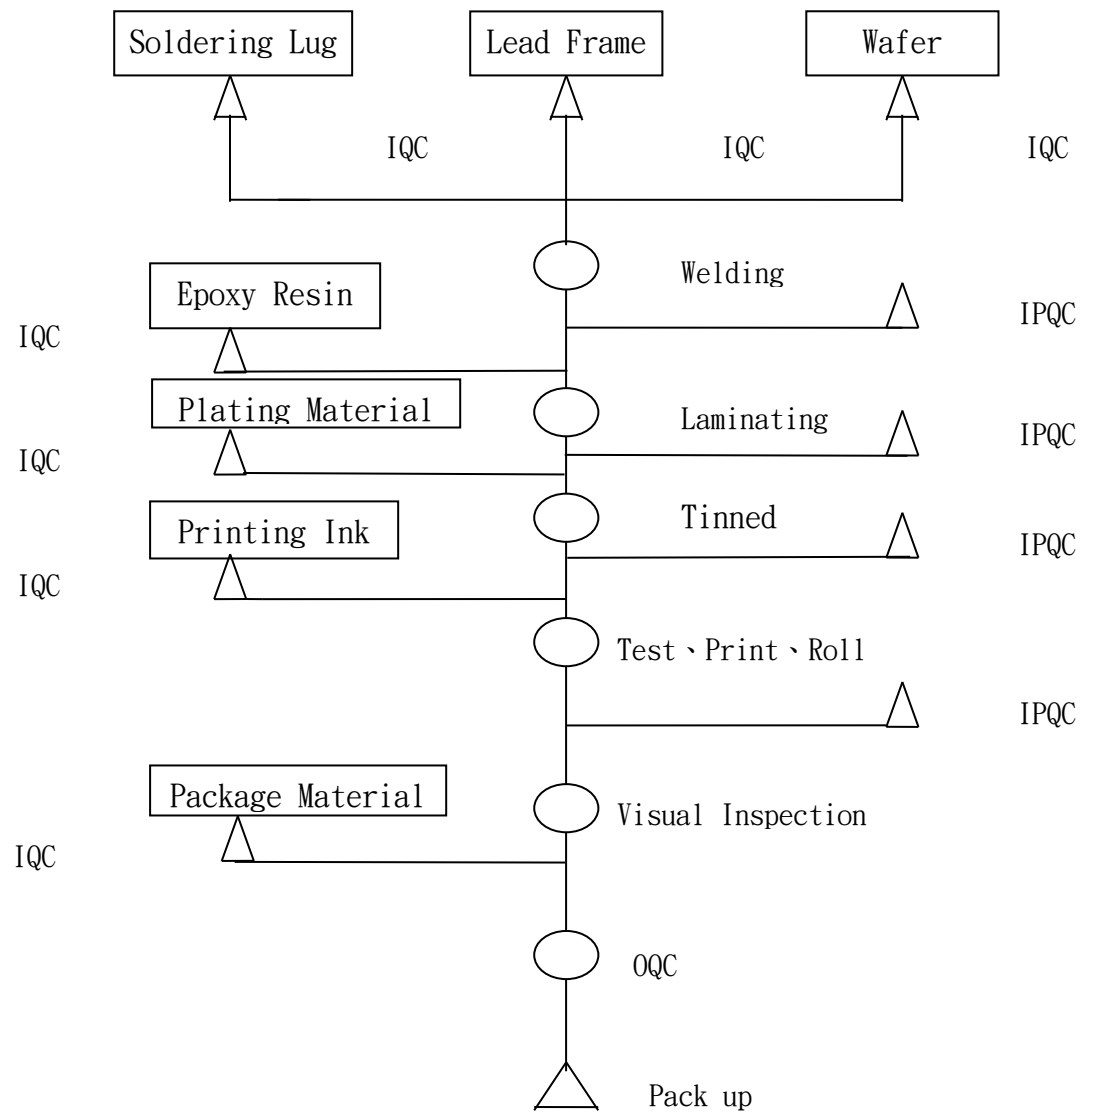 Soldering Lug
Lead Frame
Wafer
IQC
IQC
IQC
Welding
Epoxy Resin
IPQC
IQC
Plating Material
Laminating
IPQC
IQC
Printing Ink
Tinned
IPQC
IQC
Test、Print、Roll
IPQC
Package Material
Visual Inspection
IQC
OQC
Pack up